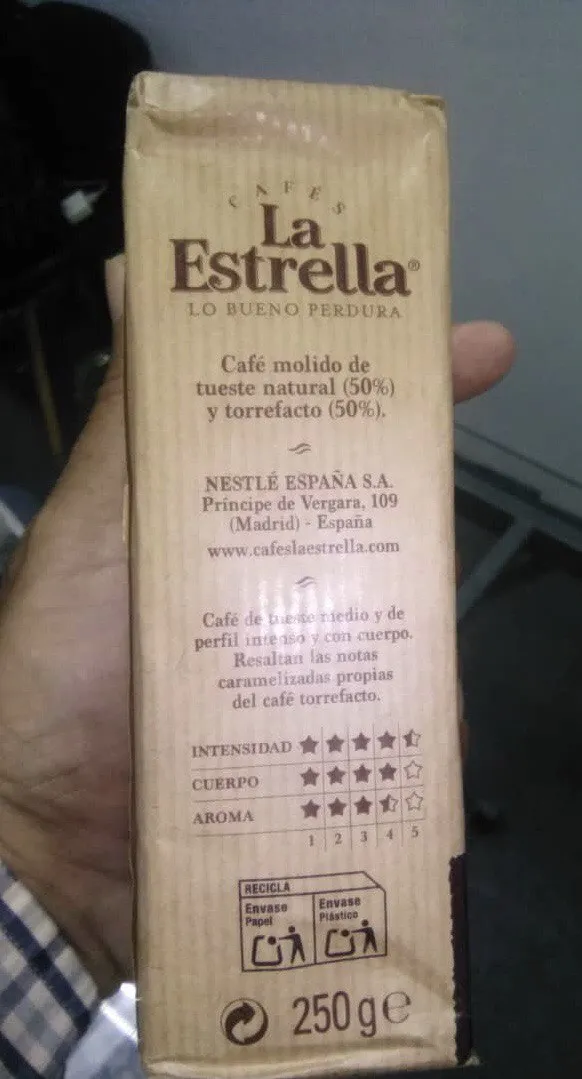 CAFES
La
Estrella®
LO BUENO PERDURA
Café molido de
tueste natural (50%)
y torrefacto (50%).
NESTLÉ ESPAÑA S.A.
Príncipe de Vergara, 109
(Madrid) - España
www.cafeslaestrella.com
Café de tueste medio y de
perfil intenso y con cuerpo.
Resaltan las notas
caramelizadas propias
del café torrefacto.
INTENSIDAD
CUERPO
AROMA
1 2 3 4 5
RECICLA
Envase Papel
Envase Plástico
250 g ℮